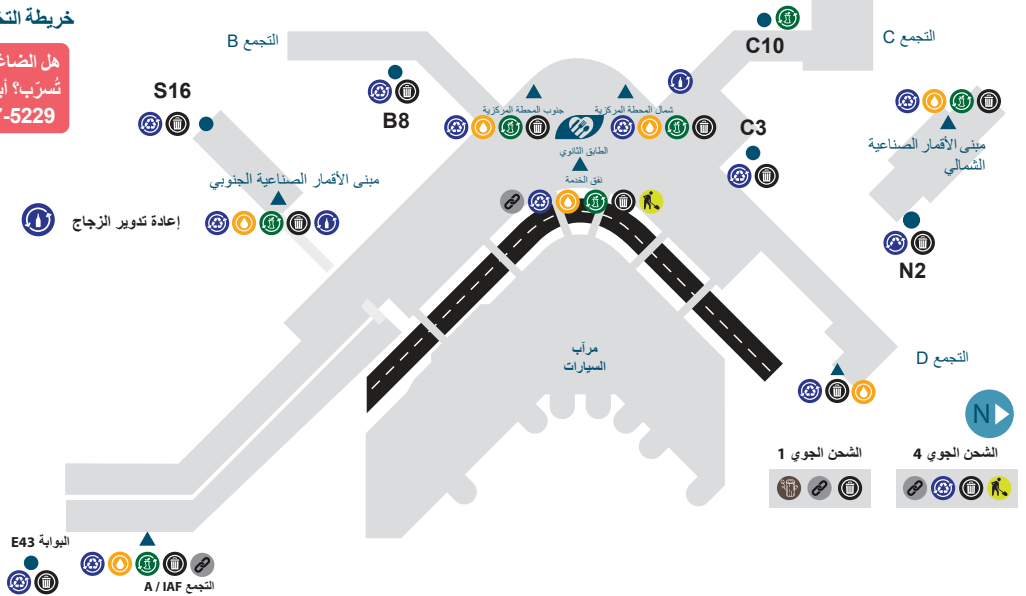 خريطة
هل
تُسرّب؟
7-5229
التجمع B
التجمع C
C10
S16
B8
جنوب المحطة المركزية
شمال المحطة المركزية
C3
مبنى الأقمار الصناعية
الشمالي
الطابق الثانوي
نفق الخدمة
مبنى الأقمار الصناعية الجنوبي
إعادة تدوير الزجاج
N2
مرآب
السيارات
التجمع D
N
الشحن الجوي 1
الشحن الجوي 4
البوابة E43
التجمع A / IAF